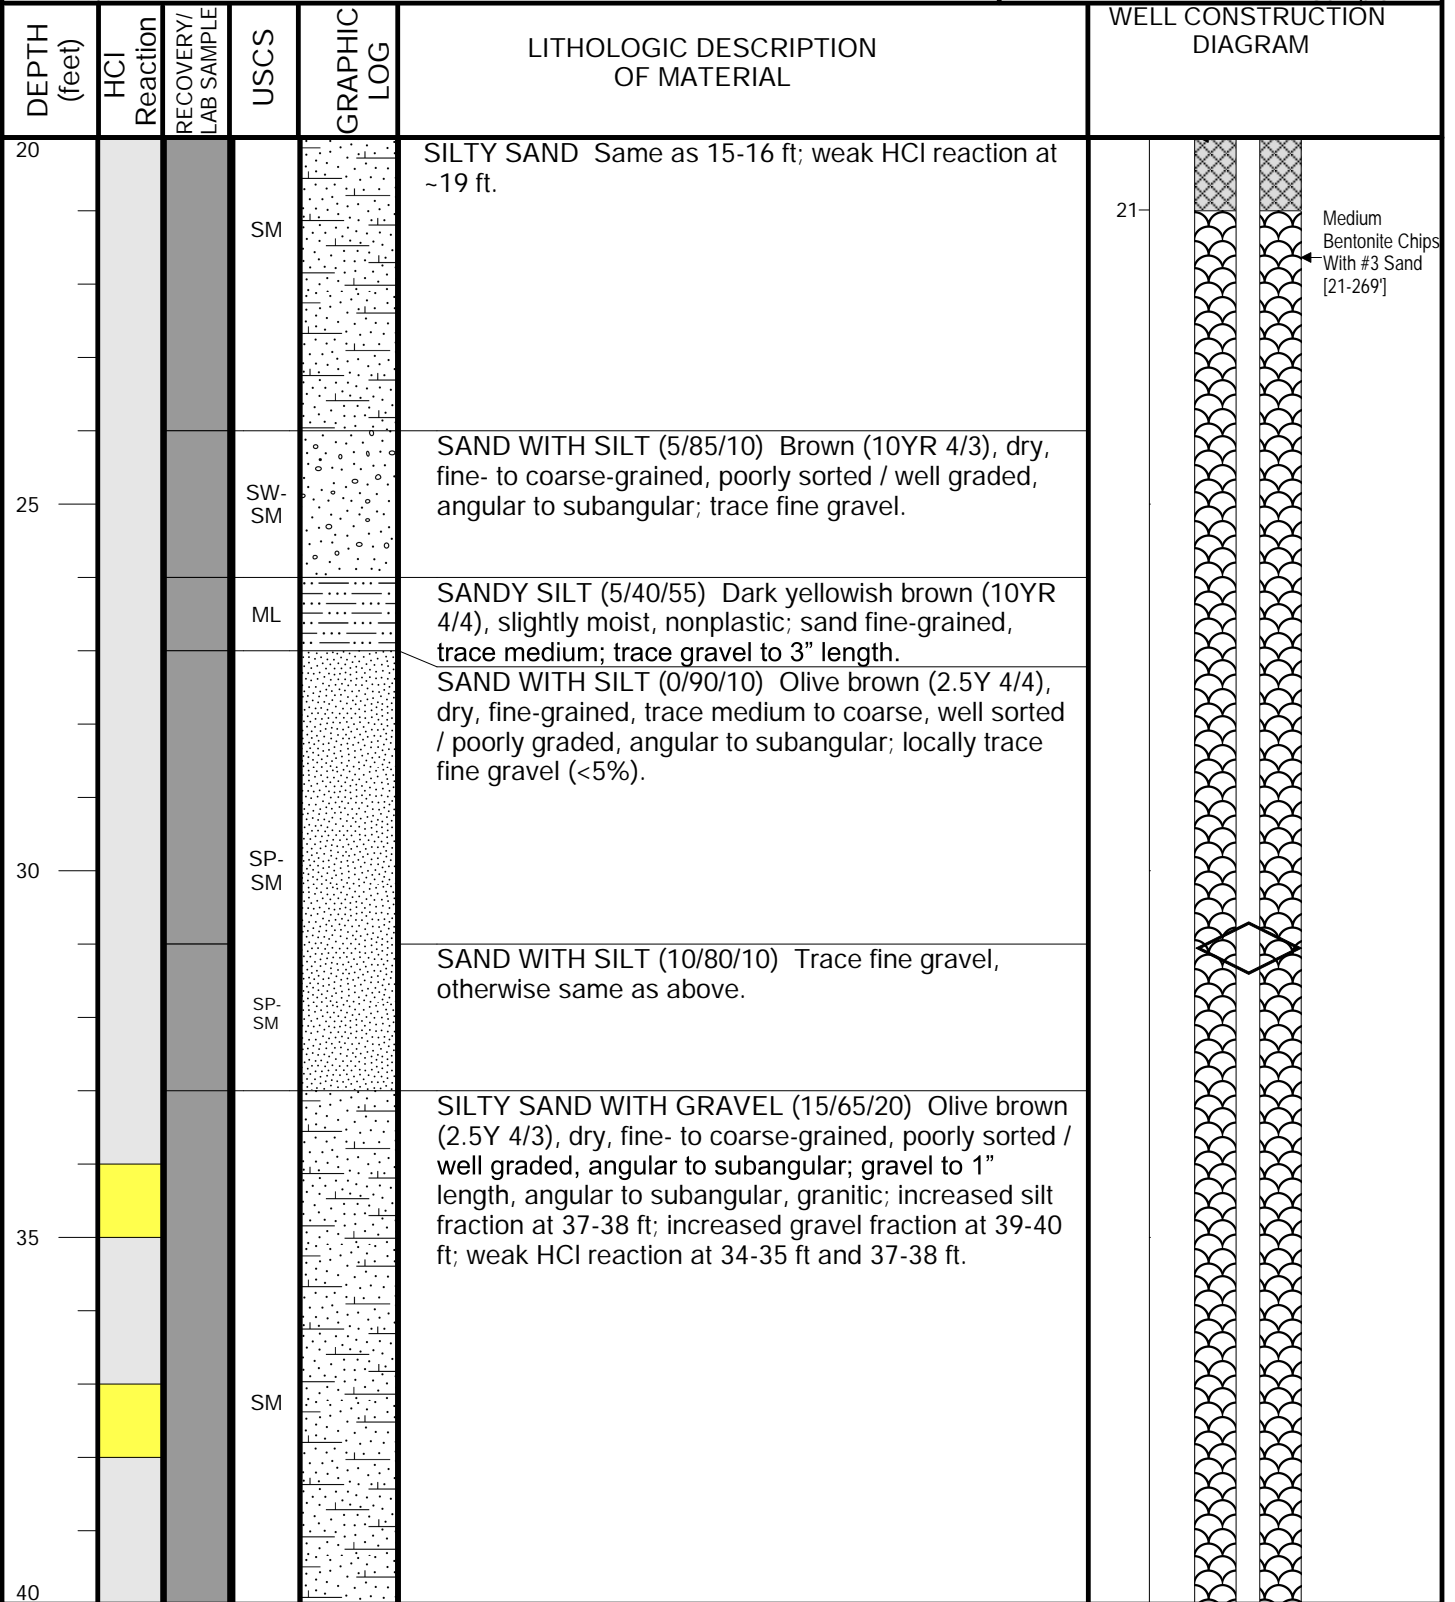 DEPTH
(feet)
HCl
Reaction
RECOVERY/
LAB SAMPLE
USCS
GRAPHIC
LOG
LITHOLOGIC DESCRIPTION
OF MATERIAL
WELL CONSTRUCTION
DIAGRAM
20
SM
SILTY SAND  Same as 15-16 ft; weak HCl reaction at
~19 ft.
21
Medium
Bentonite Chips
With #3 Sand
[21-269']
25
SW-
SM
SAND WITH SILT (5/85/10)  Brown (10YR 4/3), dry,
fine- to coarse-grained, poorly sorted / well graded,
angular to subangular; trace fine gravel.
ML
SANDY SILT (5/40/55)  Dark yellowish brown (10YR
4/4), slightly moist, nonplastic; sand fine-grained,
trace medium; trace gravel to 3” length.
SAND WITH SILT (0/90/10)  Olive brown (2.5Y 4/4),
dry, fine-grained, trace medium to coarse, well sorted
/ poorly graded, angular to subangular; locally trace
fine gravel (<5%).
30
SP-
SM
SP-
SM
SAND WITH SILT (10/80/10)  Trace fine gravel,
otherwise same as above.
SILTY SAND WITH GRAVEL (15/65/20)  Olive brown
(2.5Y 4/3), dry, fine- to coarse-grained, poorly sorted /
well graded, angular to subangular; gravel to 1”
length, angular to subangular, granitic; increased silt
fraction at 37-38 ft; increased gravel fraction at 39-40
ft; weak HCl reaction at 34-35 ft and 37-38 ft.
35
SM
40